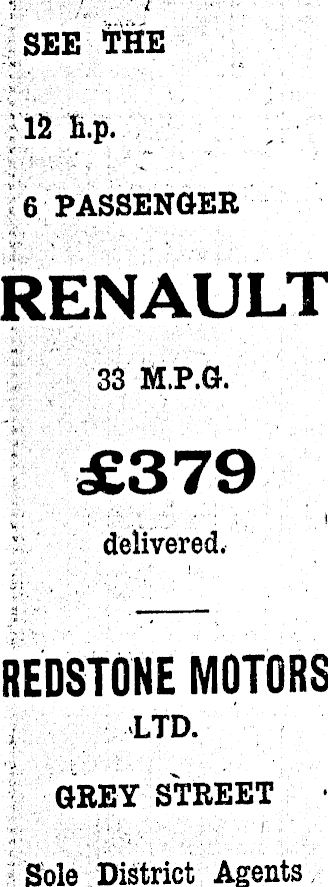 SEE THE
12 h.p.
6 PASSENGER
RENAULT
33 M.P.G.
£379
delivered.
REDSTONE MOTORS
LTD.
GREY STREET
Sole District Agents